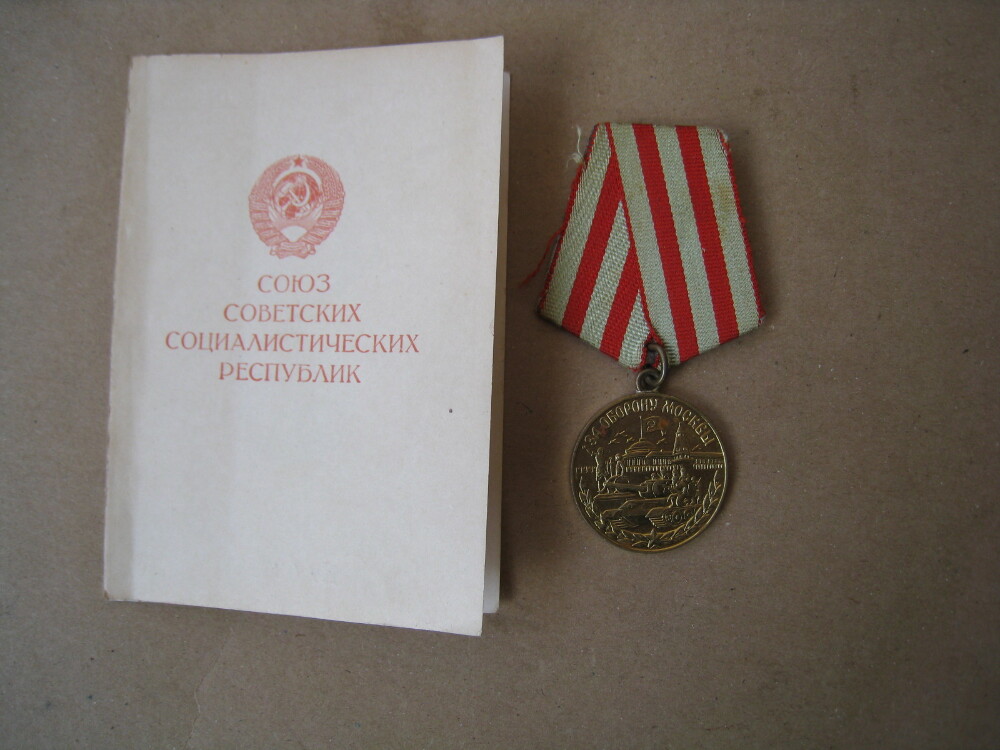 СОЮЗ
СОВЕТСКИХ
СОЦИАЛИСТИЧЕСКИХ
РЕСПУБЛИК
ЗА ОБОРОНУ МОСКВЫ